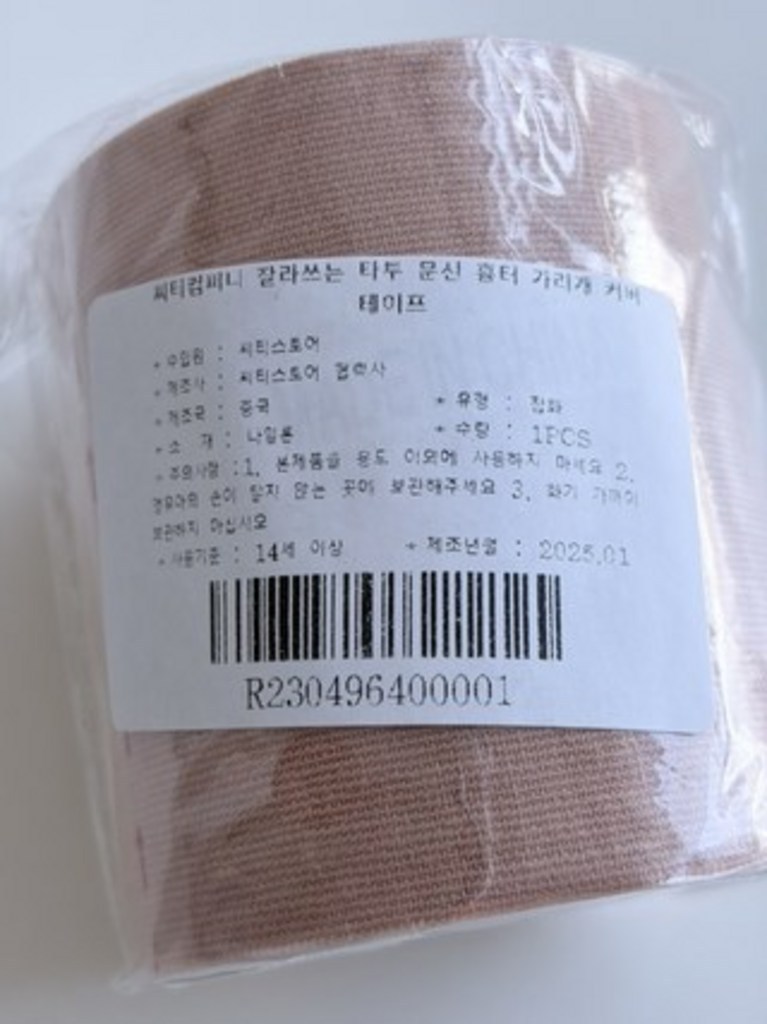 씨티컴퍼니 잘라쓰는 타투 문신 흉터 가리개 커버
테이프
* 수입원 : 씨티스토어
* 제조사 : 씨티스토어 협력사
* 제조국 : 중국 * 유형 : 잡화
* 소 재 : 나일론 * 수량 : 1PCS
* 주의사항 :1. 본제품을 용도 이외에 사용하지 마세요 2.
영유아의 손이 닿지 않는 곳에 보관해주세요 3. 화기 가까이
보관하지 마십시오
* 사용기준 : 14세 이상 * 제조년월 : 2025.01
R230496400001